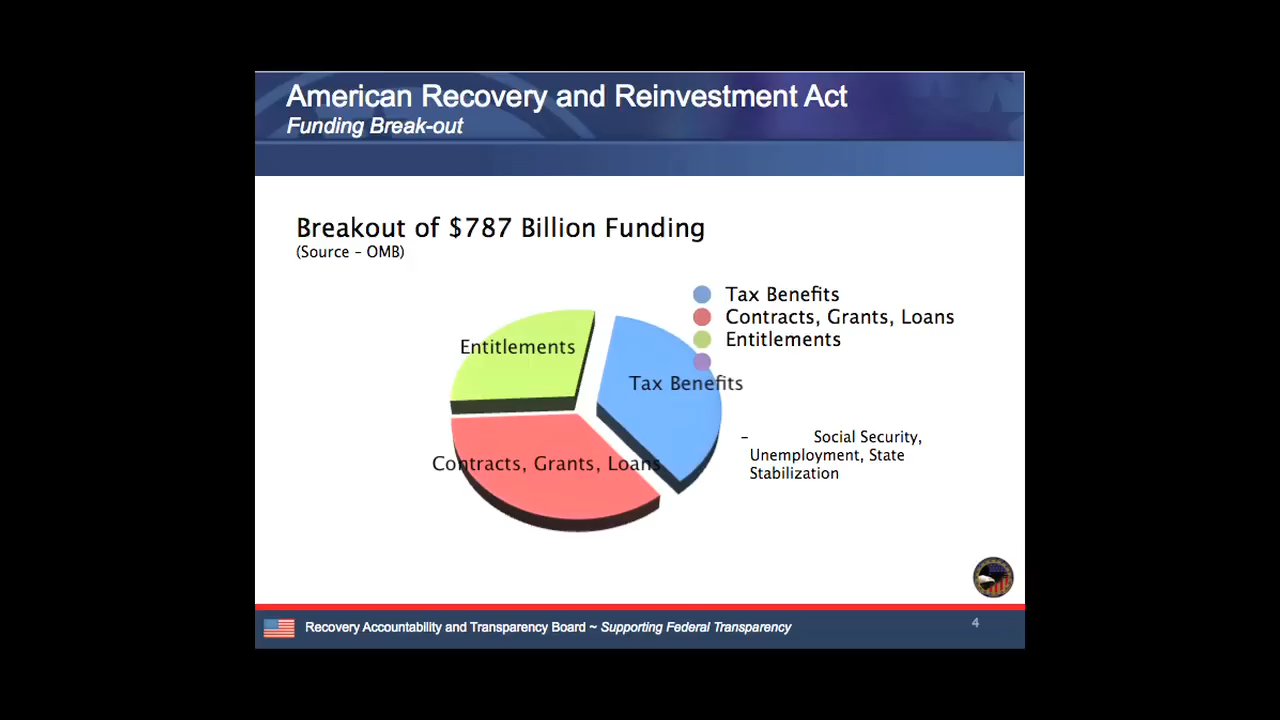 American Recovery and Reinvestment Act
Funding Break-out
Breakout of $787 Billion Funding
(Source – OMB)
Tax Benefits
Contracts, Grants, Loans
Entitlements
Entitlements
Tax Benefits
Contracts, Grants, Loans
– Social Security,
Unemployment, State
Stabilization
Recovery Accountability and Transparency Board ~ Supporting Federal Transparency
4